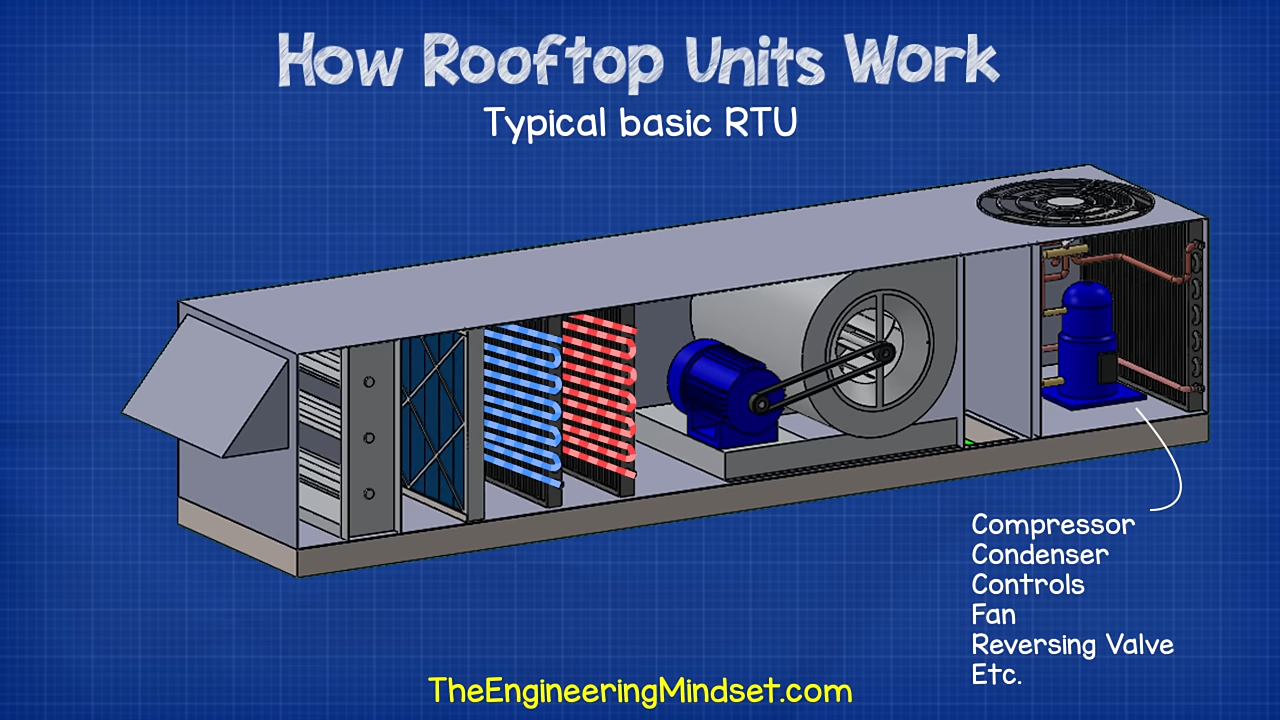 How Rooftop Units Work
Typical basic RTU
Compressor
Condenser
Controls
Fan
Reversing Valve
Etc.
TheEngineeringMindset.com